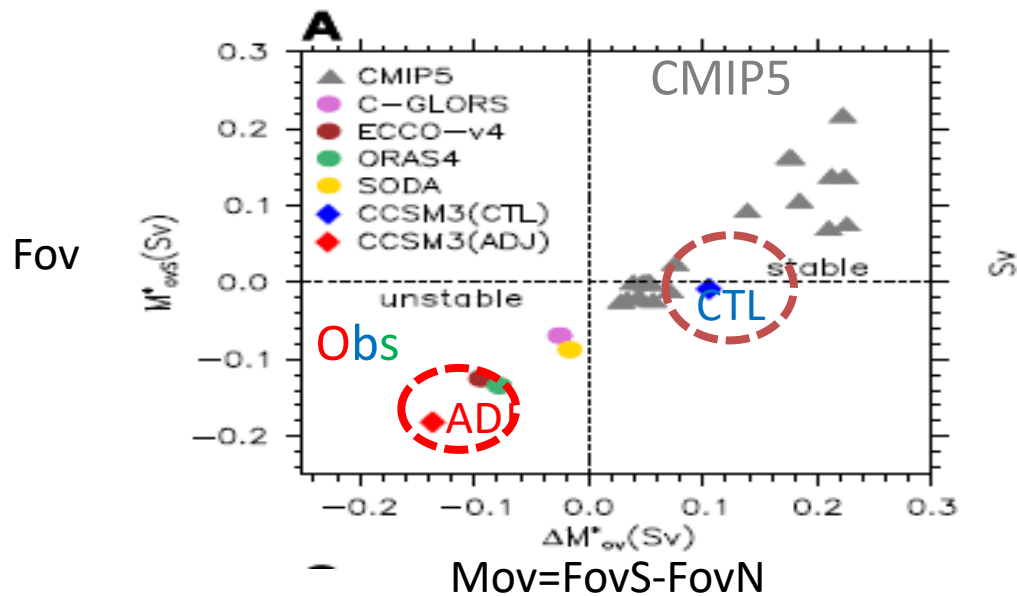 A
0.3
CMIP5
CMIP5
C-GLORS
0.2
ECCO-v4
ORAS4
SODA
0.1
CCSM3(CTL)
CCSM3(ADJ)
Fov
M*ovS(Sv)
Sv
stable
0.0
unstable
CTL
Obs
-0.1
AD
-0.2
-0.2 -0.1 0.0 0.1 0.2 0.3
ΔM*ov(Sv)
Mov=FovS-FovN